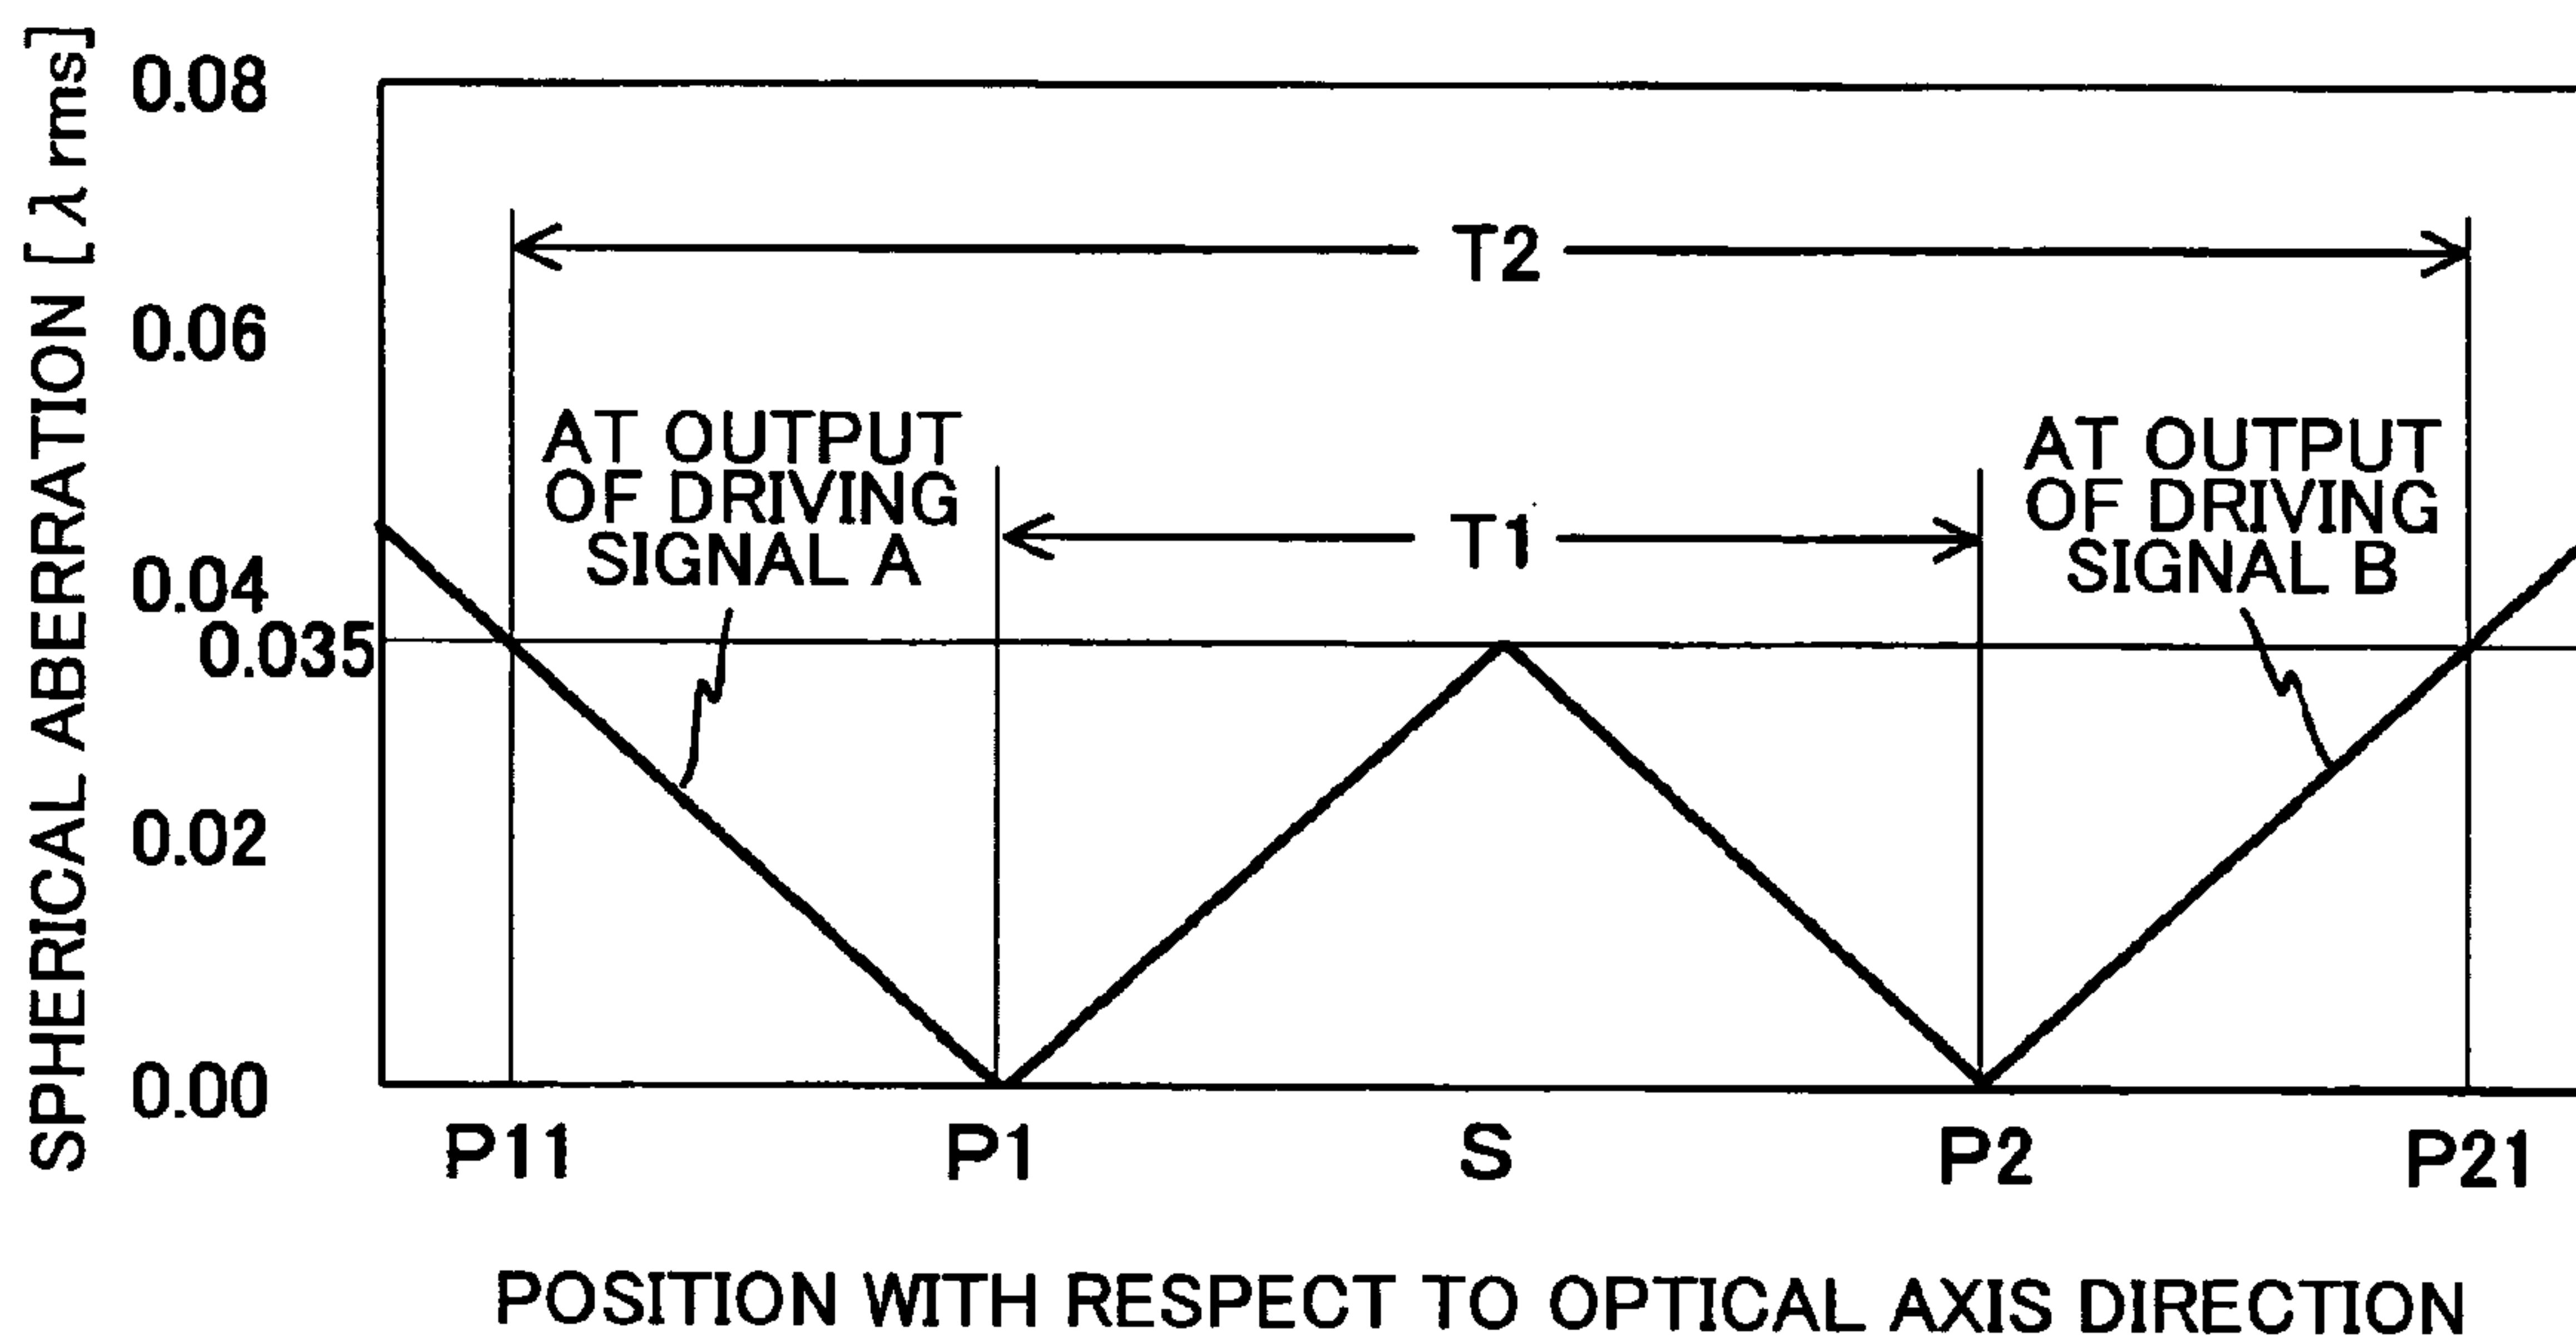 SPHERICAL ABERRATION [λ rms]
0.08
0.06
0.04
0.035
0.02
0.00
T2
AT OUTPUT
OF DRIVING
SIGNAL A
T1
AT OUTPUT
OF DRIVING
SIGNAL B
P11
P1
S
P2
P21
POSITION WITH RESPECT TO OPTICAL AXIS DIRECTION